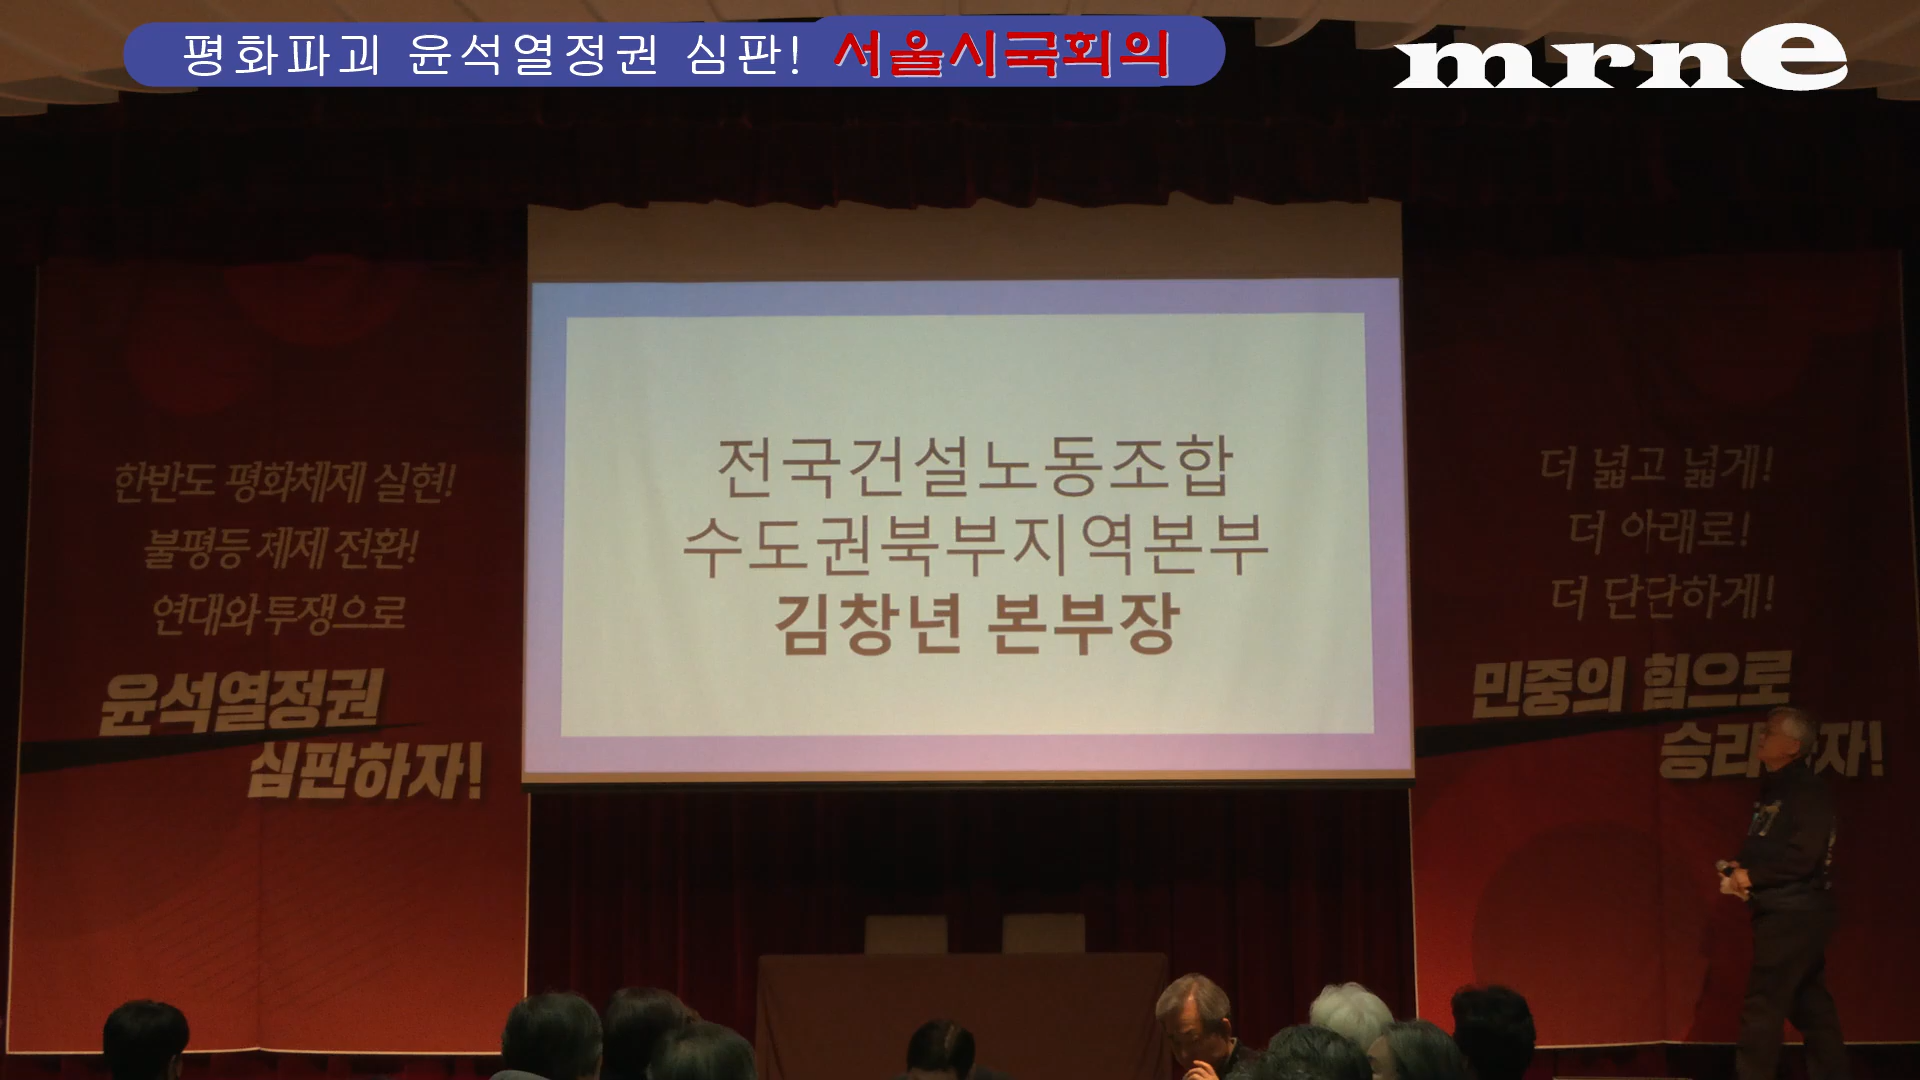 평화파괴 윤석열정권 심판! 서울시국회의
mrne
전국건설노동조합
수도권북부지역본부
김창년 본부장
한반도 평화체제 실현!
불평등 체제 전환!
연대와 투쟁으로
윤석열정권
심판하자!
더 넓고 넓게!
더 아래로!
더 단단하게!
민중의 힘으로